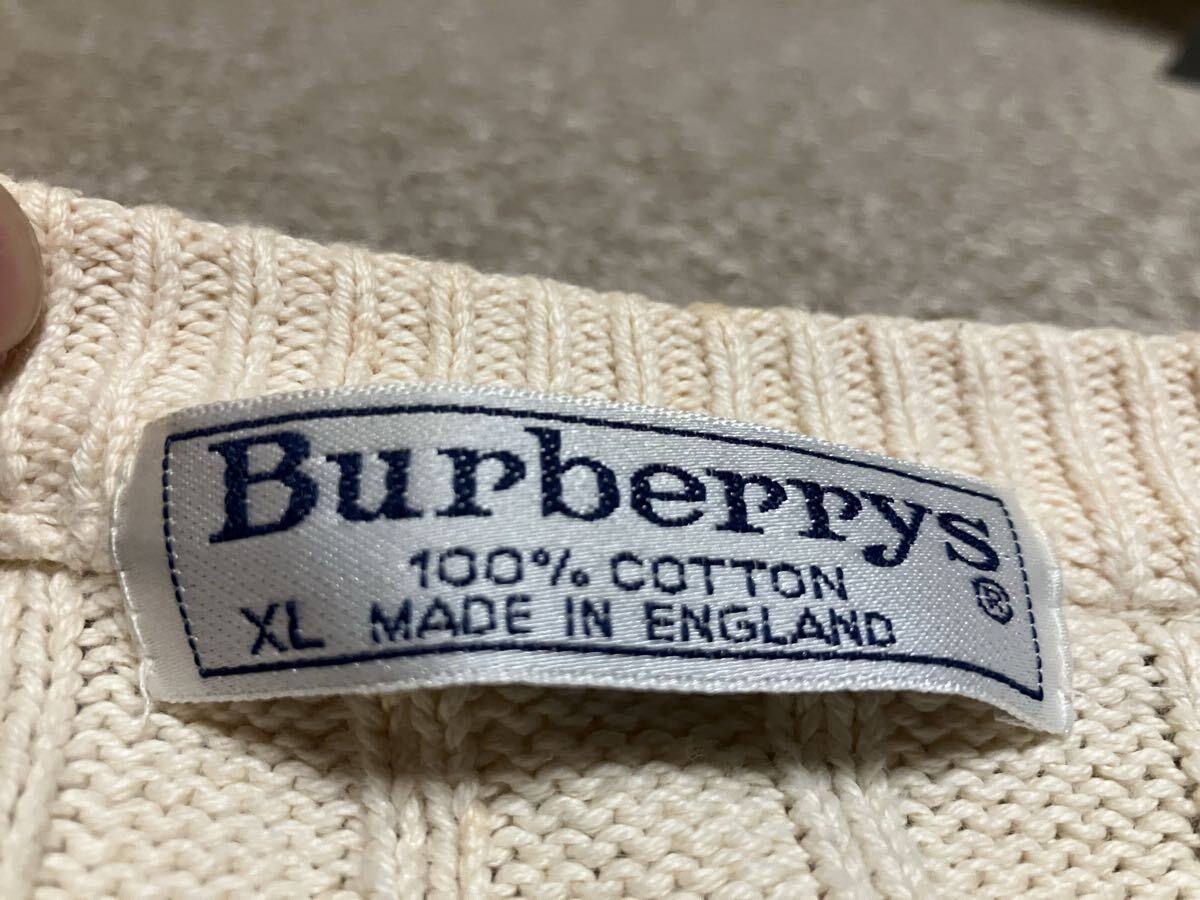 Burberrys®
100% COTTON
XL MADE IN ENGLAND